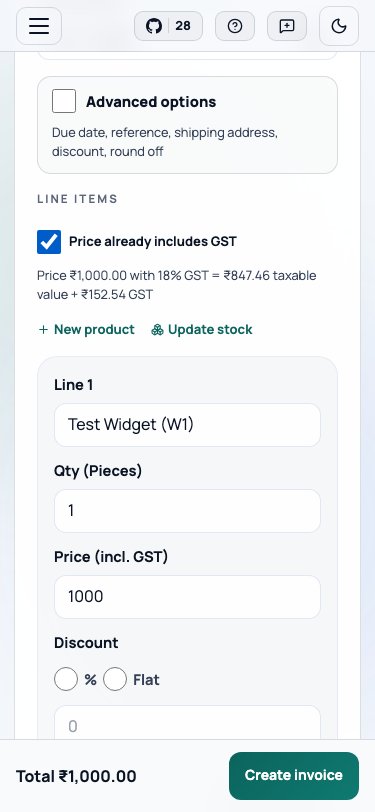 28
Advanced options
Due date, reference, shipping address,
discount, round off
LINE ITEMS
Price already includes GST
Price ₹1,000.00 with 18% GST = ₹847.46 taxable
value + ₹152.54 GST
+ New product Update stock
Line 1
Test Widget (W1)
Qty (Pieces)
1
Price (incl. GST)
1000
Discount
% Flat
0
Total ₹1,000.00 Create invoice